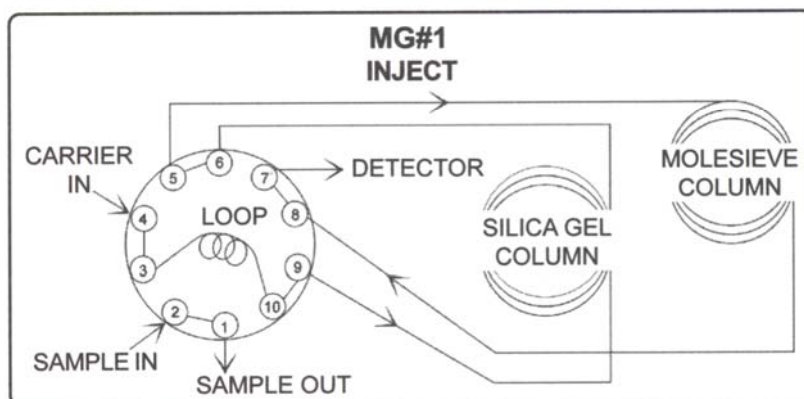 MG#1
INJECT
CARRIER
IN
5
6
7
DETECTOR
MOLESIEVE
COLUMN
4
LOOP
8
SILICA GEL
COLUMN
3
9
2
10
1
SAMPLE IN
SAMPLE OUT